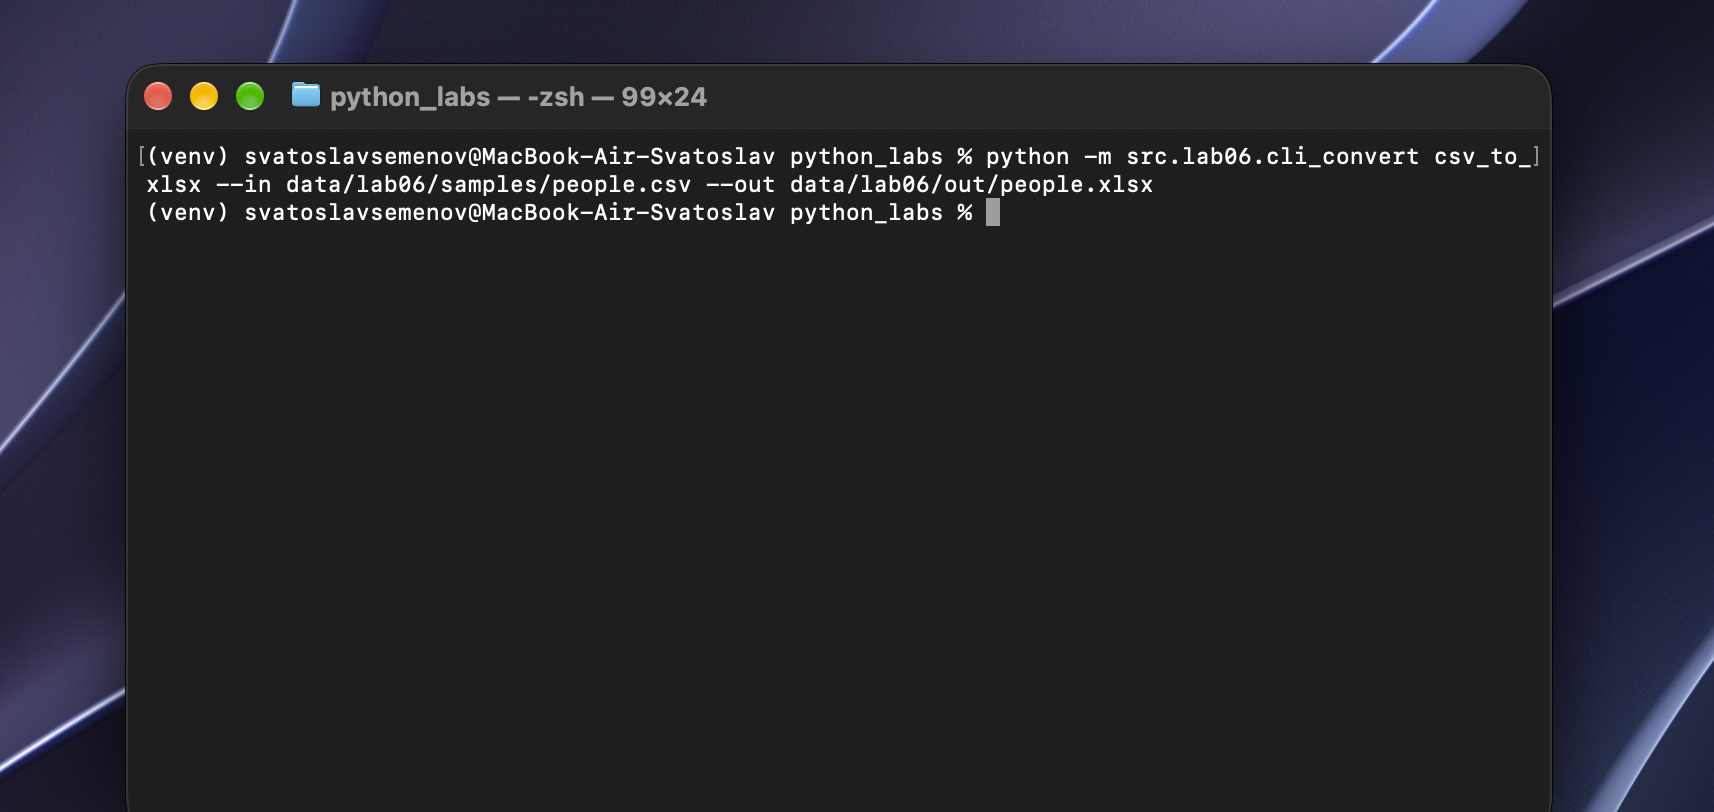 python_labs — -zsh — 99×24
[(venv) svatoslavsemenov@MacBook-Air-Svatoslav python_labs % python -m src.lab06.cli_convert csv_to_]
xlsx --in data/lab06/samples/people.csv --out data/lab06/out/people.xlsx
(venv) svatoslavsemenov@MacBook-Air-Svatoslav python_labs %